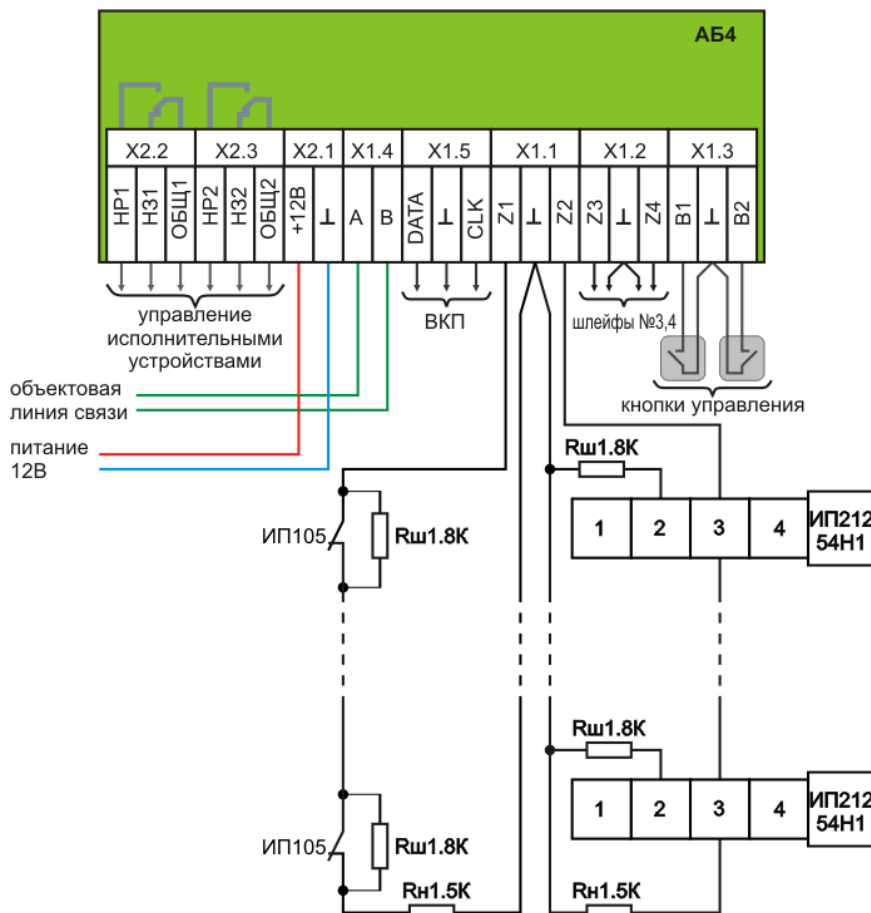 АБ4
X2.2 X2.3 X2.1 X1.4 X1.5 X1.1 X1.2 X1.3
НР1 НЗ1 ОБЩ1 НР2 НЗ2 ОБЩ2 +12В ⊥ A B DATA ⊥ CLK Z1 ⊥ Z2 Z3 ⊥ Z4 B1 ⊥ B2
управление
исполнительными
устройствами
ВКП
шлейфы №3,4
кнопки управления
объектовая
линия связи
питание
12В
Rш1.8К
1 2 3 4 ИП212
54Н1
ИП105 Rш1.8К
Rш1.8К
1 2 3 4 ИП212
54Н1
ИП105 Rш1.8К
Rн1.5К Rн1.5К